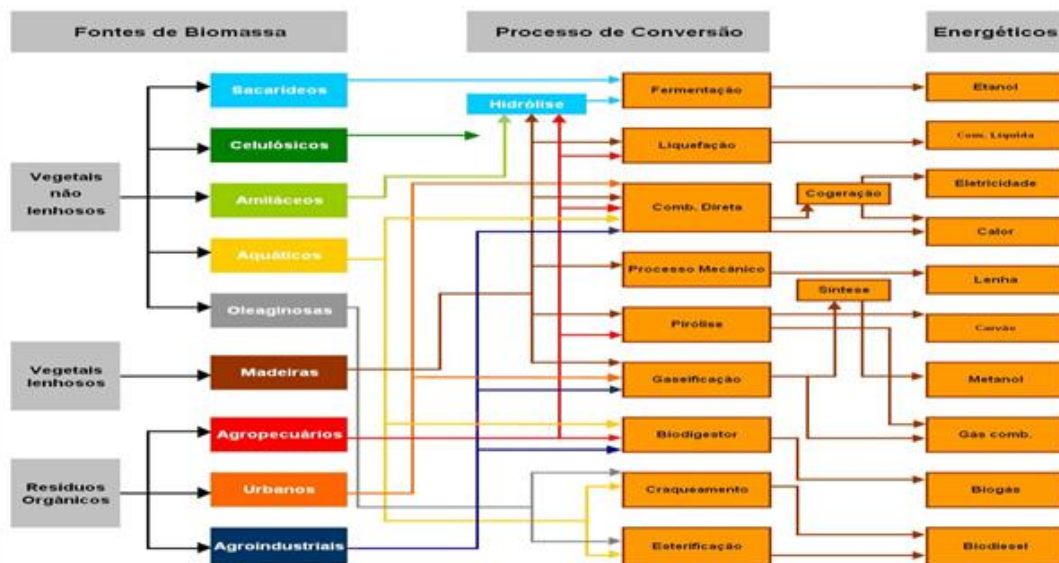 Fontes de Biomassa
Processo de Conversão
Energéticos
Vegetais
não
lenhosos
Sacarídeos
Celulósicos
Amiláceos
Aquáticos
Oleaginosas
Vegetais
lenhosos
Madeiras
Resíduos
Orgânicos
Agropecuários
Urbanos
Agroindustriais
Hidrólise
Fermentação
Liquefação
Comb. Direta
Processo Mecânico
Pirólise
Gaseificação
Biodigestor
Craqueamento
Esterificação
Cogeração
Síntese
Etanol
Com. Líquida
Eletricidade
Calor
Lenha
Carvão
Metanol
Gás comb.
Biogás
Biodiesel